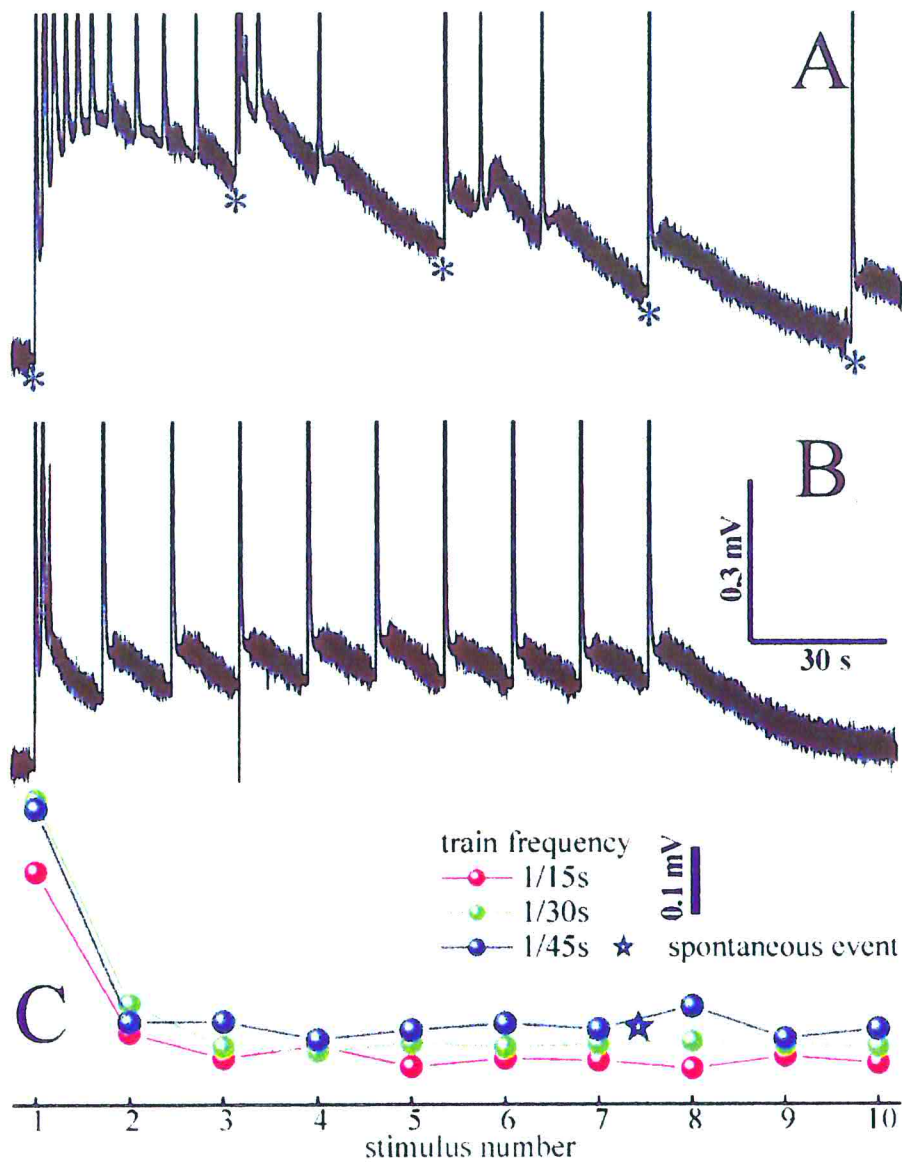 A
*
*
*
*
*
B
0.3 mV
30 s
train frequency
1/15s
1/30s
1/45s
0.1 mV
spontaneous event
C
1 2 3 4 5 6 7 8 9 10
stimulus number